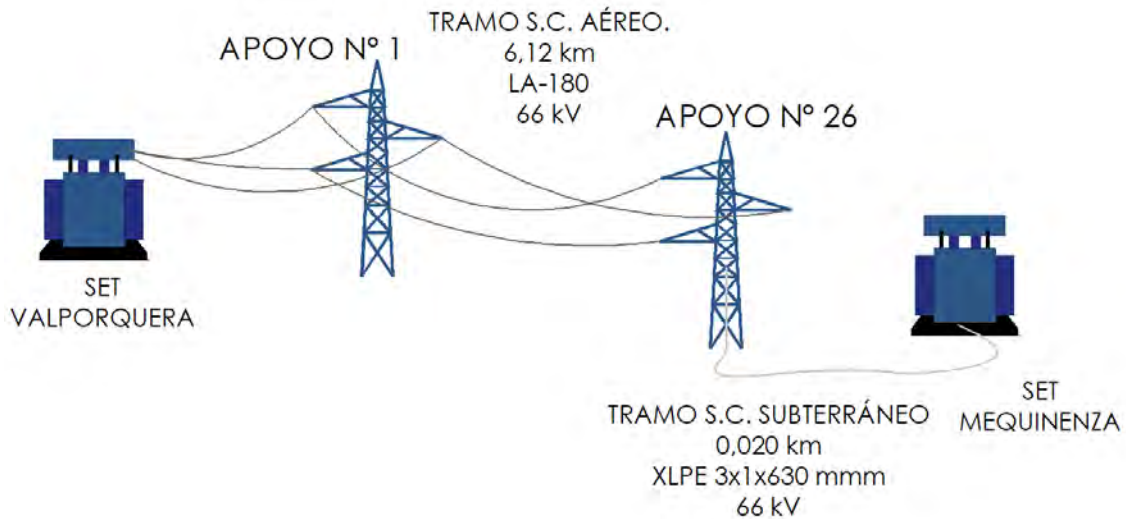 TRAMO S.C. AÉREO.
6,12 km
LA-180
66 kV
APOYO Nº 1
APOYO Nº 26
SET
VALPORQUERA
TRAMO S.C. SUBTERRÁNEO
0,020 km
XLPE 3x1x630 mmm
66 kV
SET
MEQUINENZA